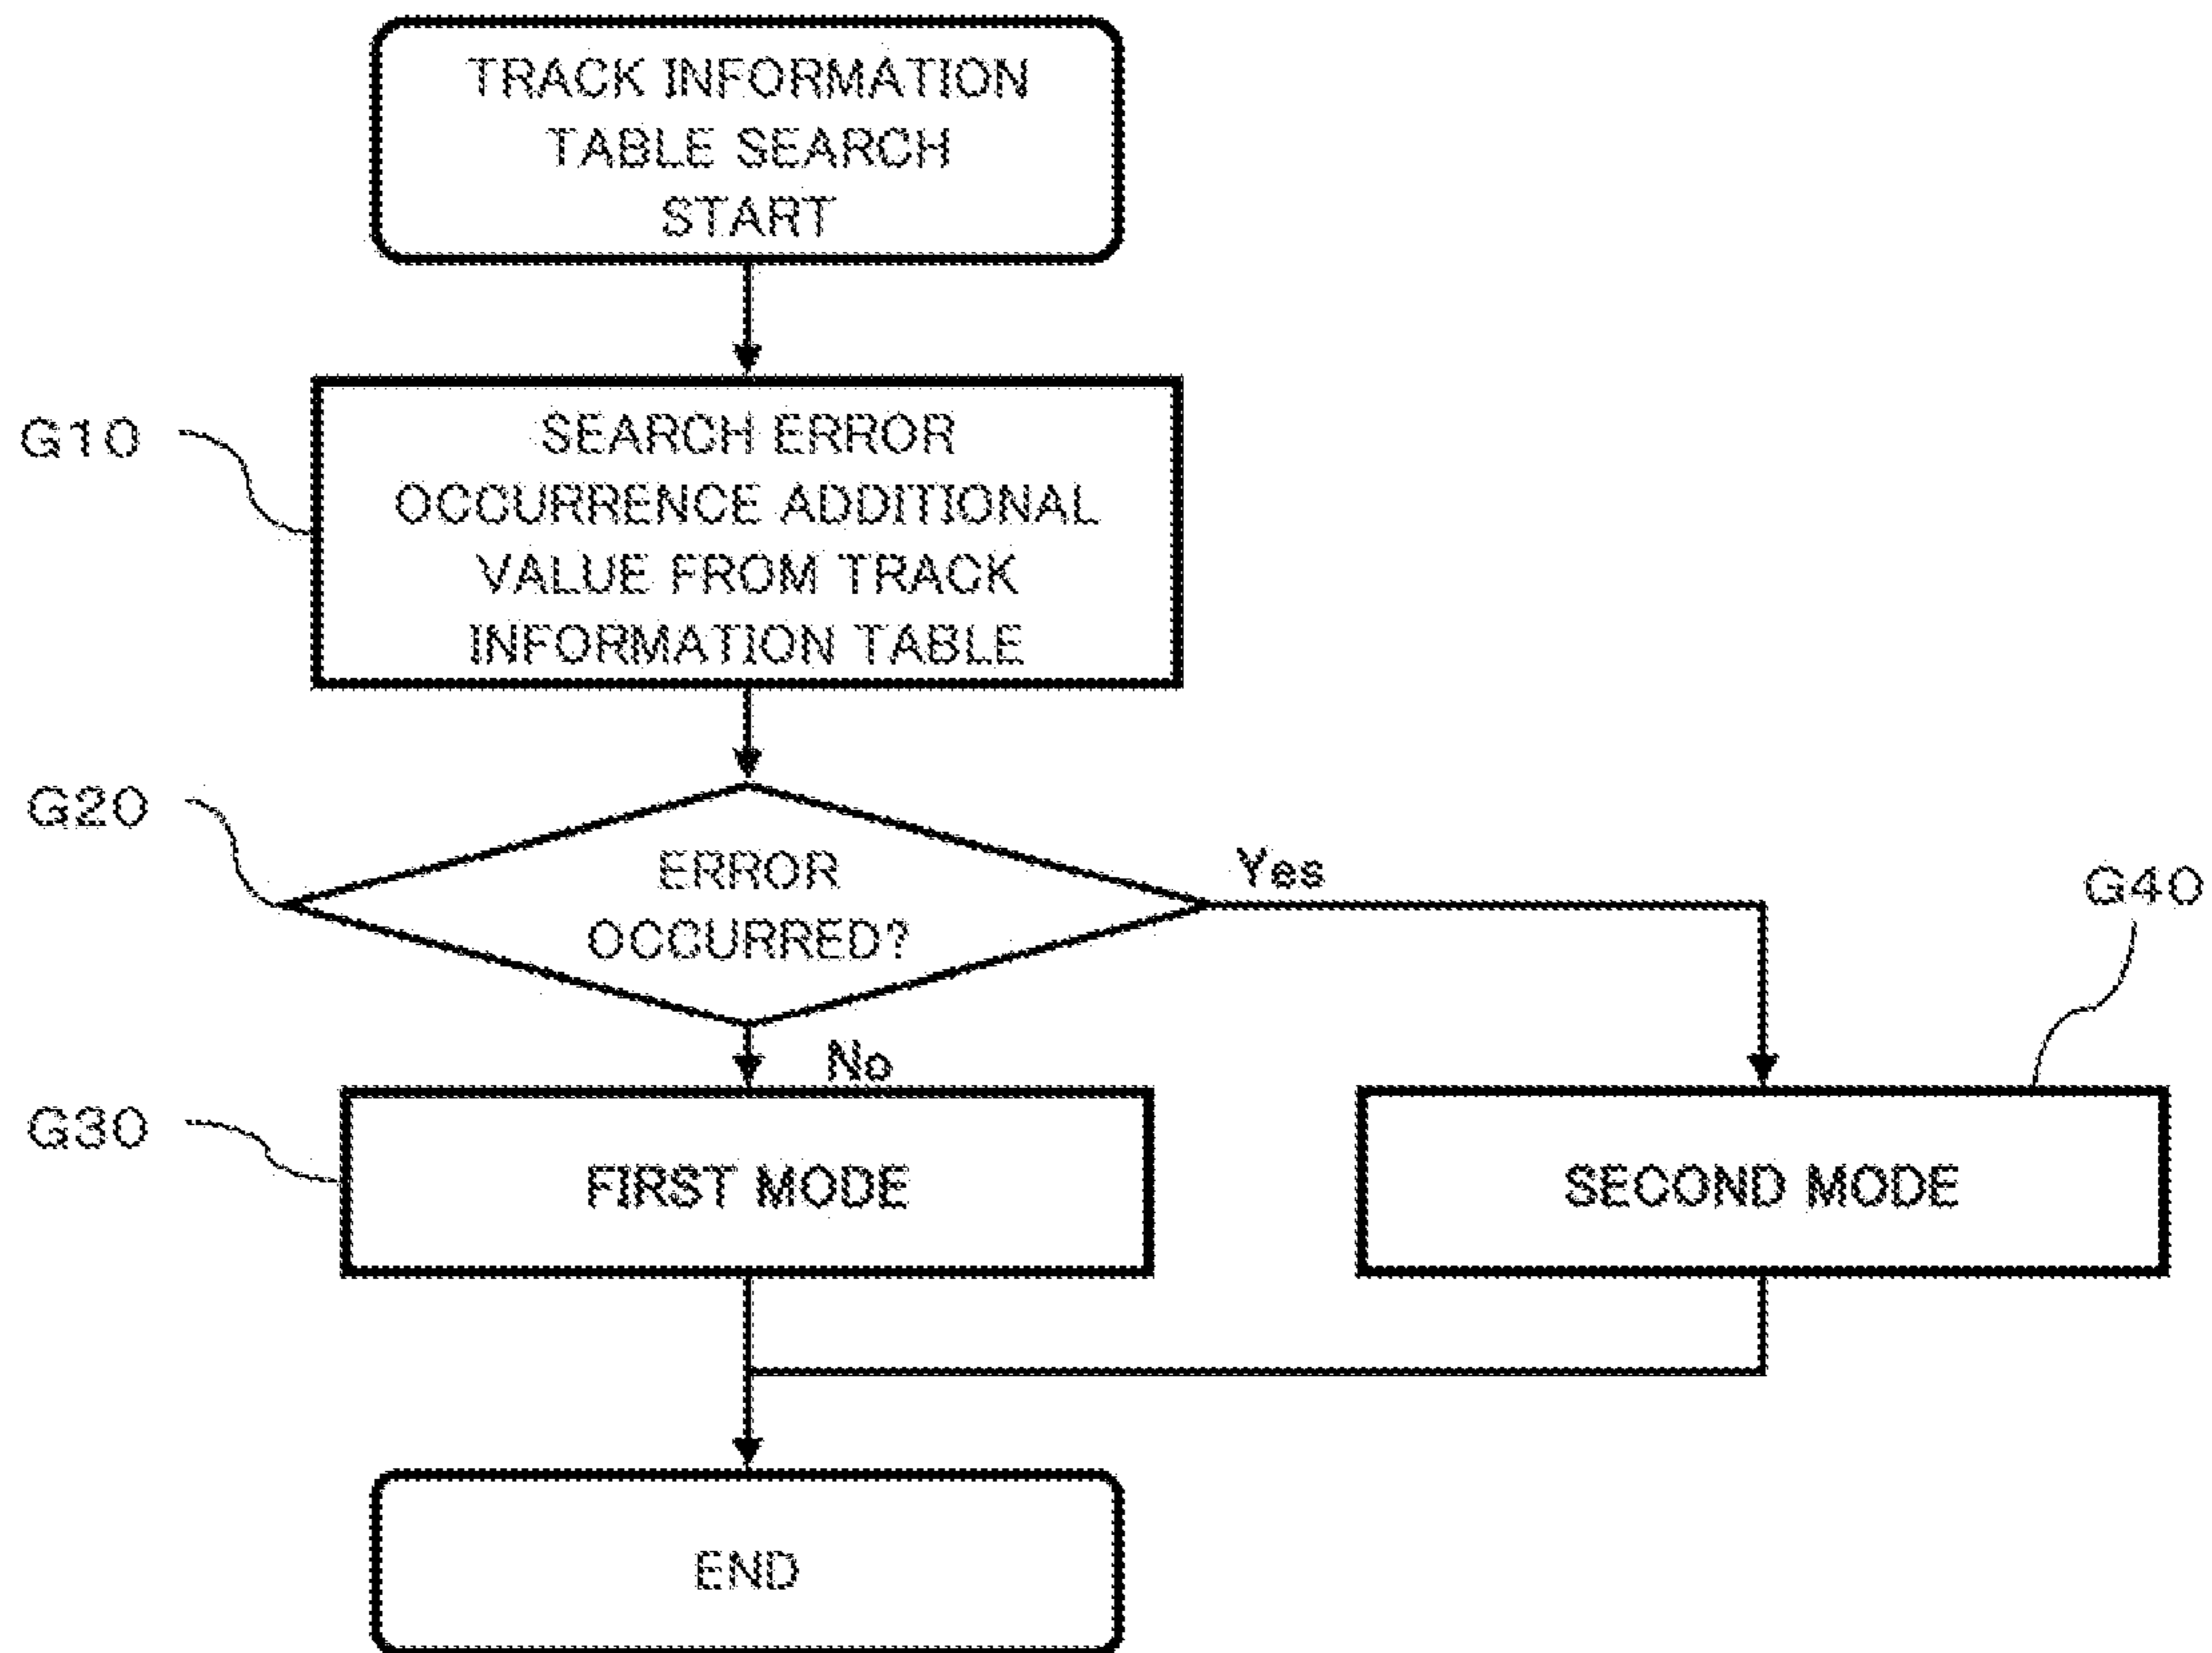 TRACK INFORMATION
TABLE SEARCH
START
G10
SEARCH ERROR
OCCURRENCE ADDITIONAL
VALUE FROM TRACK
INFORMATION TABLE
G20
ERROR
OCCURRED?
Yes
G40
No
G30
FIRST MODE
SECOND MODE
END